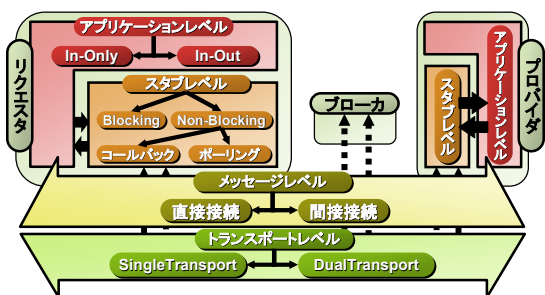 アプリケーションレベル
In-Only
In-Out
リクエスタ
スタブレベル
Blocking
Non-Blocking
コールバック
ポーリング
ブローカ
スタブレベル
アプリケーションレベル
プロバイダ
メッセージレベル
直接接続
間接接続
トランスポートレベル
SingleTransport
DualTransport